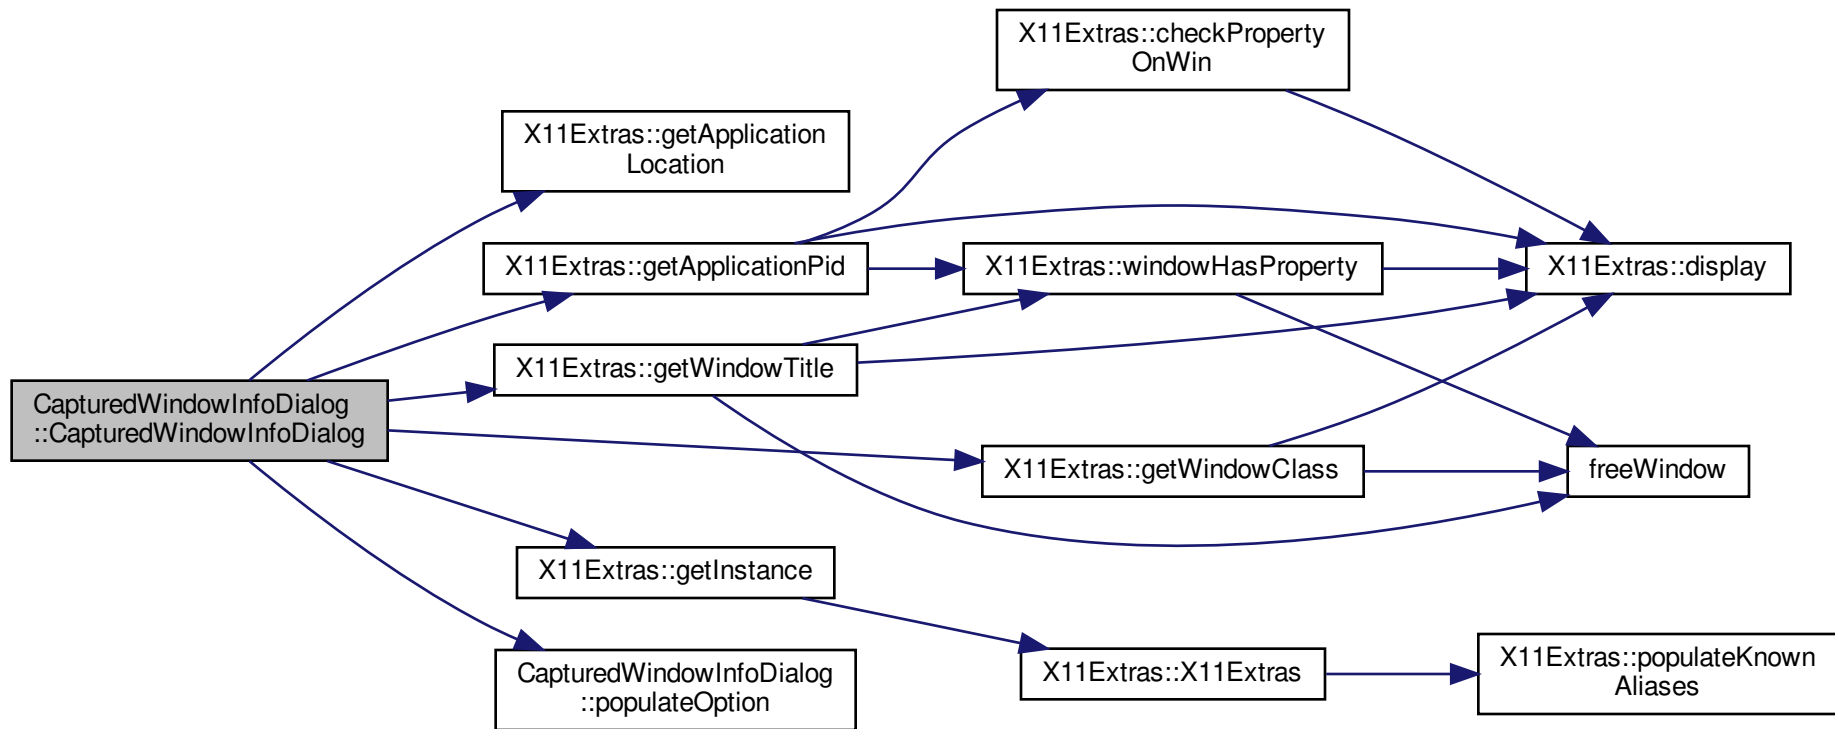 X11Extras::checkProperty
OnWin
X11Extras::getApplication
Location
X11Extras::getApplicationPid
X11Extras::windowHasProperty
X11Extras::display
X11Extras::getWindowTitle
CapturedWindowInfoDialog
::CapturedWindowInfoDialog
X11Extras::getWindowClass
freeWindow
X11Extras::getInstance
CapturedWindowInfoDialog
::populateOption
X11Extras::X11Extras
X11Extras::populateKnown
Aliases